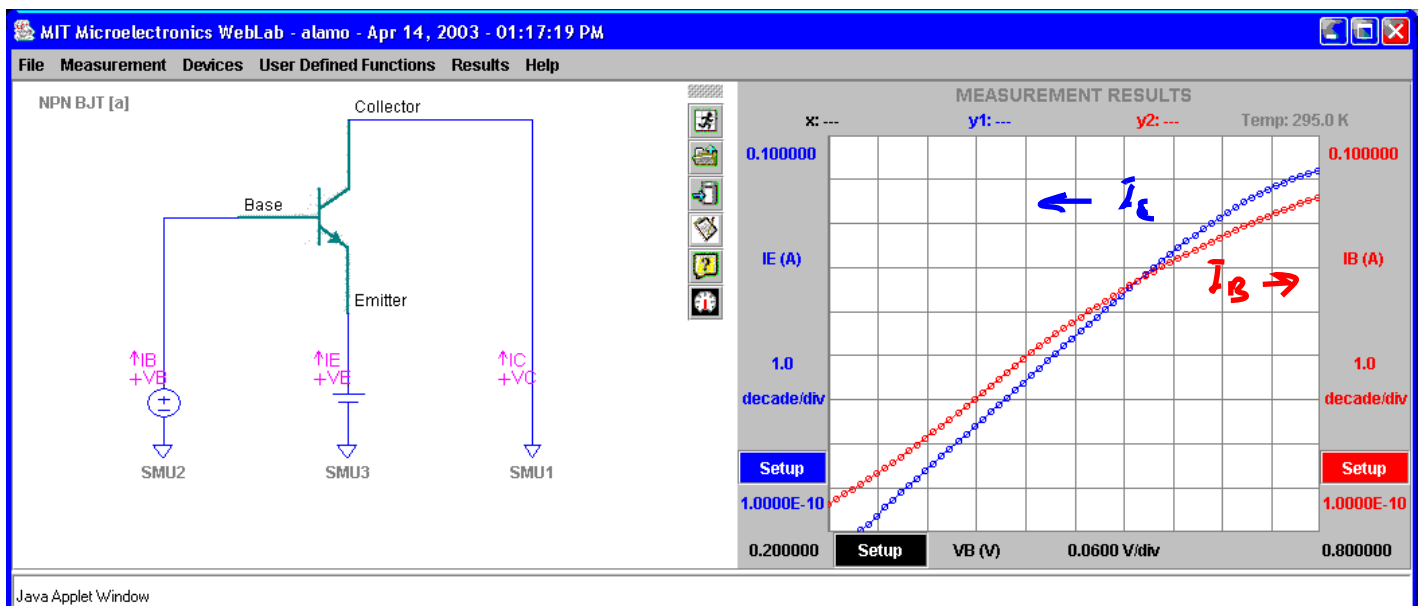 MIT Microelectronics WebLab - alamo - Apr 14, 2003 - 01:17:19 PM
File Measurement Devices User Defined Functions Results Help
NPN BJT [a]
Collector
Base
Emitter
↑IB
+VB
↑IE
+VE
↑IC
+VC
SMU2
SMU3
SMU1
MEASUREMENT RESULTS
x: --- y1: --- y2: --- Temp: 295.0 K
0.100000
0.100000
← I
IE (A)
IB (A)
I_B →
1.0
decade/div
1.0
decade/div
Setup
Setup
1.0000E-10
1.0000E-10
0.200000 Setup VB (V) 0.0600 V/div 0.800000
Java Applet Window